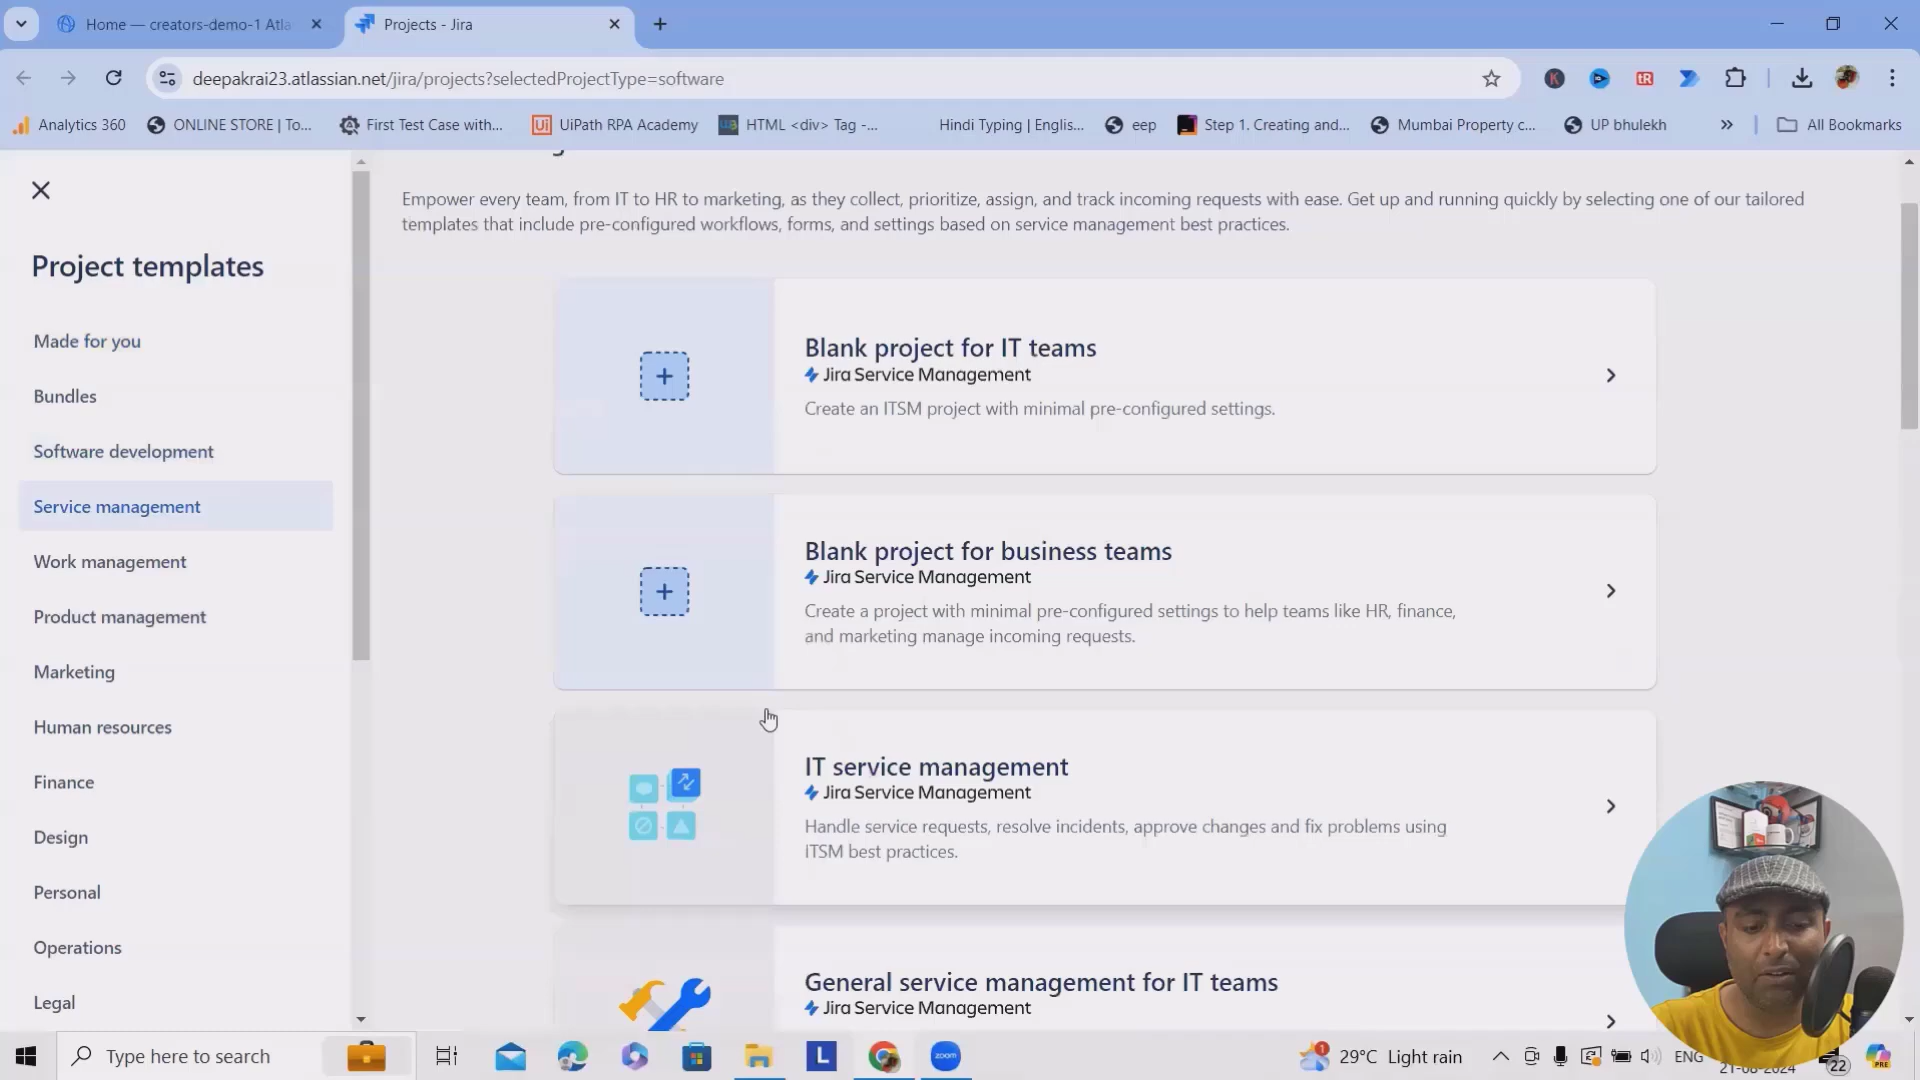 Home — creators-demo-1 Atla
Projects - Jira
deepakrai23.atlassian.net/jira/projects?selectedProjectType=software
Analytics 360
ONLINE STORE | To...
First Test Case with...
UiPath RPA Academy
HTML <div> Tag -...
Hindi Typing | Englis...
eep
Step 1. Creating and...
Mumbai Property c...
UP bhulekh
»
All Bookmarks
Project templates
Made for you
Bundles
Software development
Service management
Work management
Product management
Marketing
Human resources
Finance
Design
Personal
Operations
Legal
Empower every team, from IT to HR to marketing, as they collect, prioritize, assign, and track incoming requests with ease. Get up and running quickly by selecting one of our tailored
templates that include pre-configured workflows, forms, and settings based on service management best practices.
Blank project for IT teams
Jira Service Management
Create an ITSM project with minimal pre-configured settings.
Blank project for business teams
Jira Service Management
Create a project with minimal pre-configured settings to help teams like HR, finance,
and marketing manage incoming requests.
IT service management
Jira Service Management
Handle service requests, resolve incidents, approve changes and fix problems using
ITSM best practices.
General service management for IT teams
Jira Service Management
Type here to search
L
zoom
1
29°C Light rain
ENG
21-08-2024
22
PRE